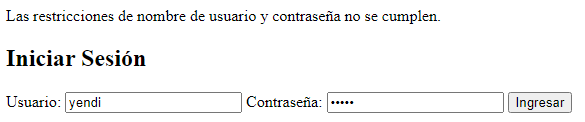 Las restricciones de nombre de usuario y contraseña no se cumplen.
Iniciar Sesión
Usuario: yendi Contraseña: ••••• Ingresar